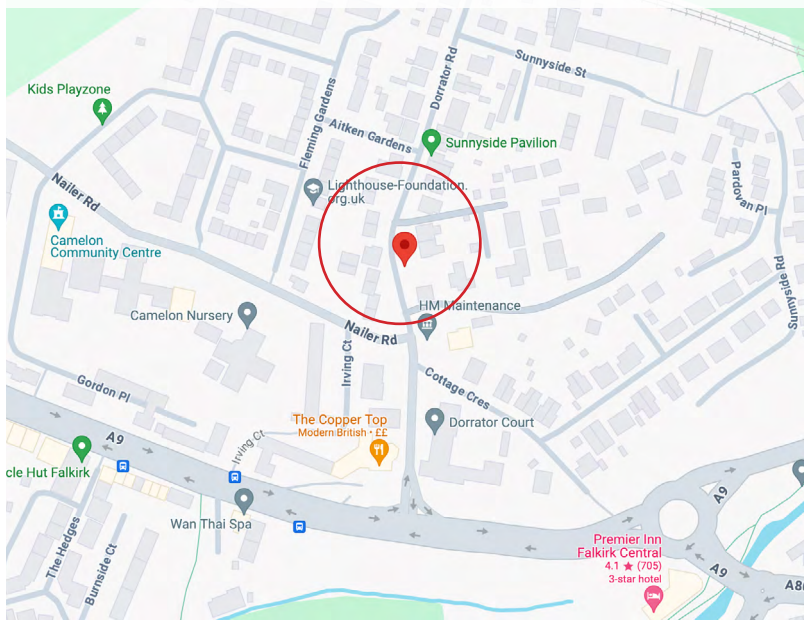 Sunnyside St
Dorrator Rd
Kids Playzone
Fleming Gardens
Aitken Gardens
Sunnyside Pavilion
Pardovan Pl
Nailer Rd
Lighthouse-Foundation.
org.uk
Camelon
Community Centre
Sunnyside Rd
HM Maintenance
Camelon Nursery
Nailer Rd
Irving Ct
Cottage Cres
Gordon Pl
The Copper Top
Modern British • ££
Dorrator Court
A9
Irving Ct
cle Hut Falkirk
A9
Wan Thai Spa
The Hedges
Burnside Ct
Premier Inn
Falkirk Central
4.1 ★ (705)
3-star hotel
A9